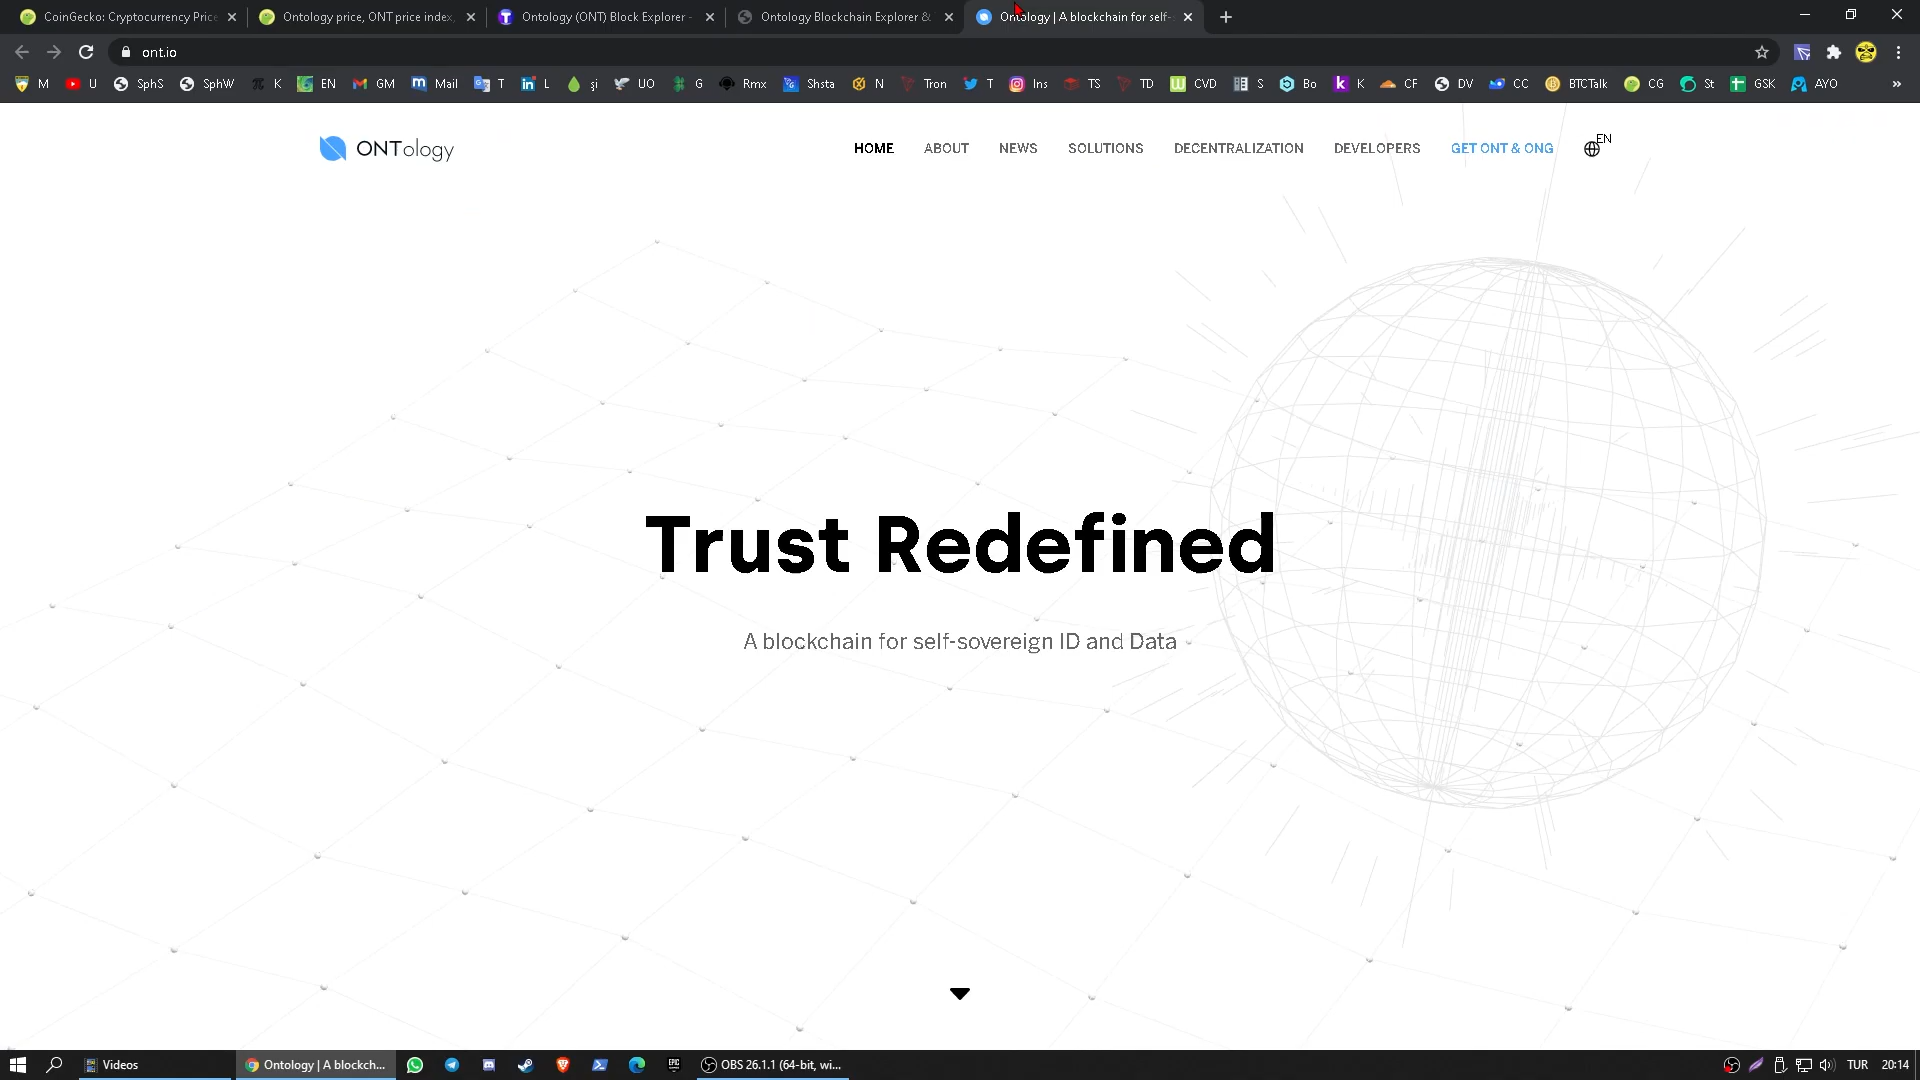 CoinGecko: Cryptocurrency Price
Ontology price, ONT price index,
Ontology (ONT) Block Explorer -
Ontology Blockchain Explorer &
Ontology | A blockchain for self-
ont.io
M U SphS SphW K EN GM Mail T L şi UO G Rmx Shsta N Tron T Ins TS TD CVD S Bo K CF DV CC BTCTalk CG St GSK AYO »
ONTology
HOME ABOUT NEWS SOLUTIONS DECENTRALIZATION DEVELOPERS GET ONT & ONG EN
Trust Redefined
A blockchain for self-sovereign ID and Data
Videos Ontology | A blockch... EPIC OBS 26.1.1 (64-bit, wi... TUR 20:14